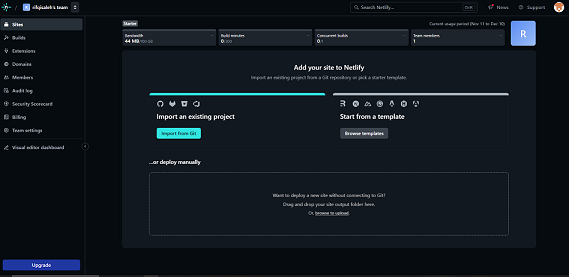 rifqisaleh's team
Search Netlify...
Ctrl K
News
Support
Sites
Builds
Extensions
Domains
Members
Audit log
Security Scorecard
Billing
Team settings
Visual editor dashboard
Upgrade
Starter
Current usage period (Nov 11 to Dec 10)
Bandwidth
44 MB/100 GB
Build minutes
0/300
Concurrent builds
0/1
Team members
1
R
Add your site to Netlify
Import an existing project from a Git repository or pick a starter template.
Import an existing project
Import from Git
Start from a template
Browse templates
...or deploy manually
Want to deploy a new site without connecting to Git?
Drag and drop your site output folder here.
Or, browse to upload.